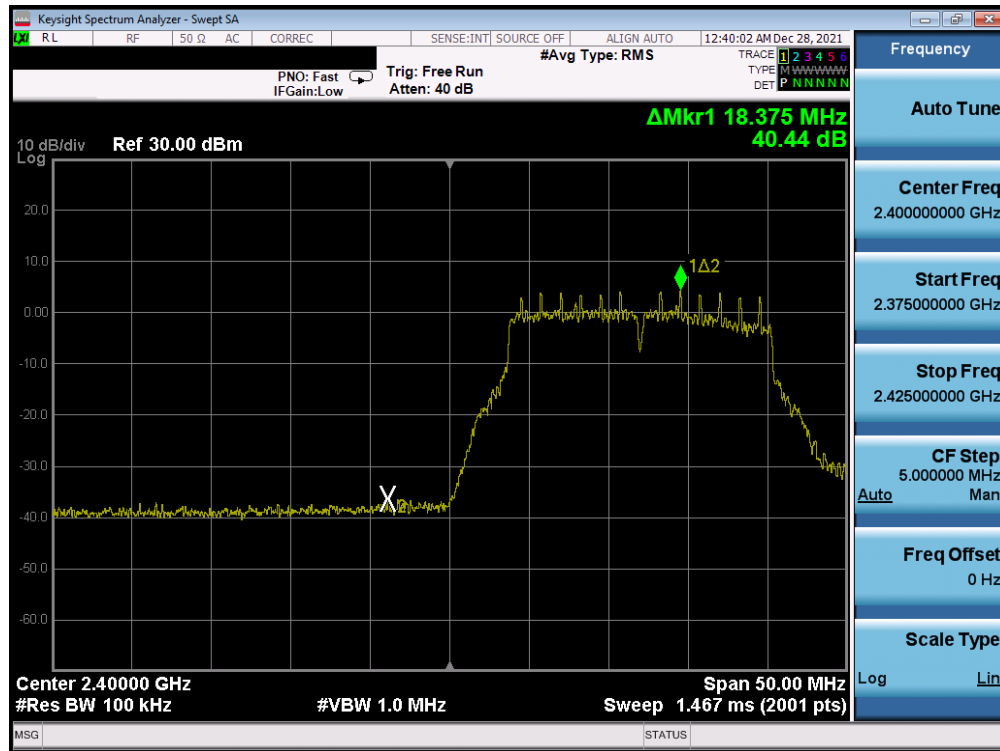 Keysight Spectrum Analyzer - Swept SA
LXI RL RF 50 Ω AC CORREC SENSE:INT SOURCE OFF ALIGN AUTO 12:40:02 AM Dec 28, 2021
#Avg Type: RMS
TRACE 1 2 3 4 5 6
TYPE M WWWWW
DET P N N N N N
PNO: Fast
IFGain:Low
Trig: Free Run
Atten: 40 dB
ΔMkr1 18.375 MHz
40.44 dB
10 dB/div Ref 30.00 dBm
Log
20.0
10.0
0.00
-10.0
-20.0
-30.0
-40.0
-50.0
-60.0
1Δ2
X2
Center 2.40000 GHz
Span 50.00 MHz
#Res BW 100 kHz
#VBW 1.0 MHz
Sweep 1.467 ms (2001 pts)
MSG
STATUS
Frequency
Auto Tune
Center Freq
2.400000000 GHz
Start Freq
2.375000000 GHz
Stop Freq
2.425000000 GHz
CF Step
5.000000 MHz
Auto Man
Freq Offset
0 Hz
Scale Type
Log Lin